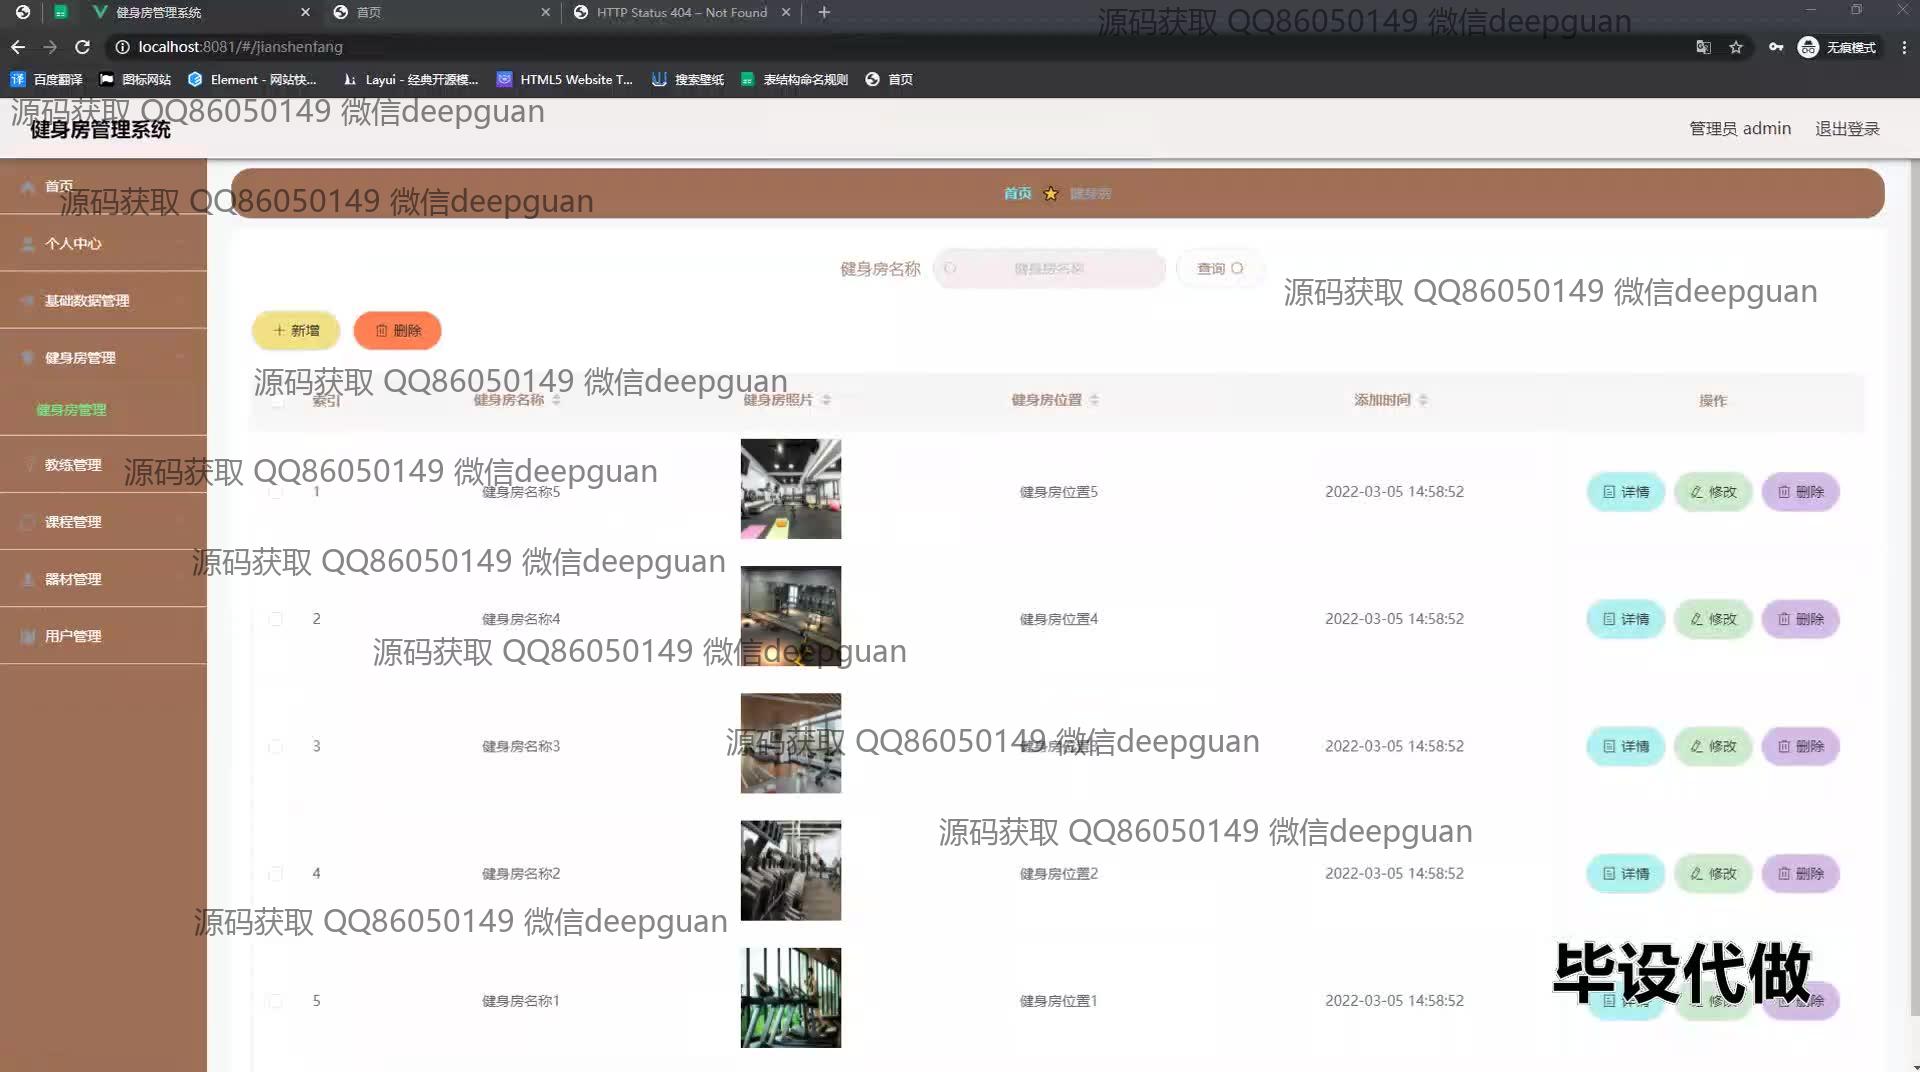 健身房管理系统
首页
HTTP Status 404 – Not Found
源码获取 QQ86050149 微信deepguan
localhost:8081/#/jianshenfang
无痕模式
百度翻译
图标网站
Element - 网站快...
Layui - 经典开源模...
HTML5 Website T...
搜索壁纸
表结构命名规则
首页
源码获取 QQ86050149 微信deepguan
健身房管理系统
管理员 admin
退出登录
首页
源码获取 QQ86050149 微信deepguan
首页
健身房
个人中心
健身房名称
健身房名称
查询
源码获取 QQ86050149 微信deepguan
基础数据管理
新增
删除
健身房管理
源码获取 QQ86050149 微信deepguan
索引
健身房名称
健身房照片
健身房位置
添加时间
操作
健身房管理
教练管理
源码获取 QQ86050149 微信deepguan
1
健身房名称5
健身房位置5
2022-03-05 14:58:52
详情
修改
删除
课程管理
源码获取 QQ86050149 微信deepguan
器材管理
2
健身房名称4
健身房位置4
2022-03-05 14:58:52
详情
修改
删除
用户管理
源码获取 QQ86050149 微信deepguan
3
健身房名称3
源码获取 QQ86050149 微信deepguan
健身房位置3
2022-03-05 14:58:52
详情
修改
删除
源码获取 QQ86050149 微信deepguan
4
健身房名称2
健身房位置2
2022-03-05 14:58:52
详情
修改
删除
源码获取 QQ86050149 微信deepguan
毕设代做
5
健身房名称1
健身房位置1
2022-03-05 14:58:52
详情
修改
删除